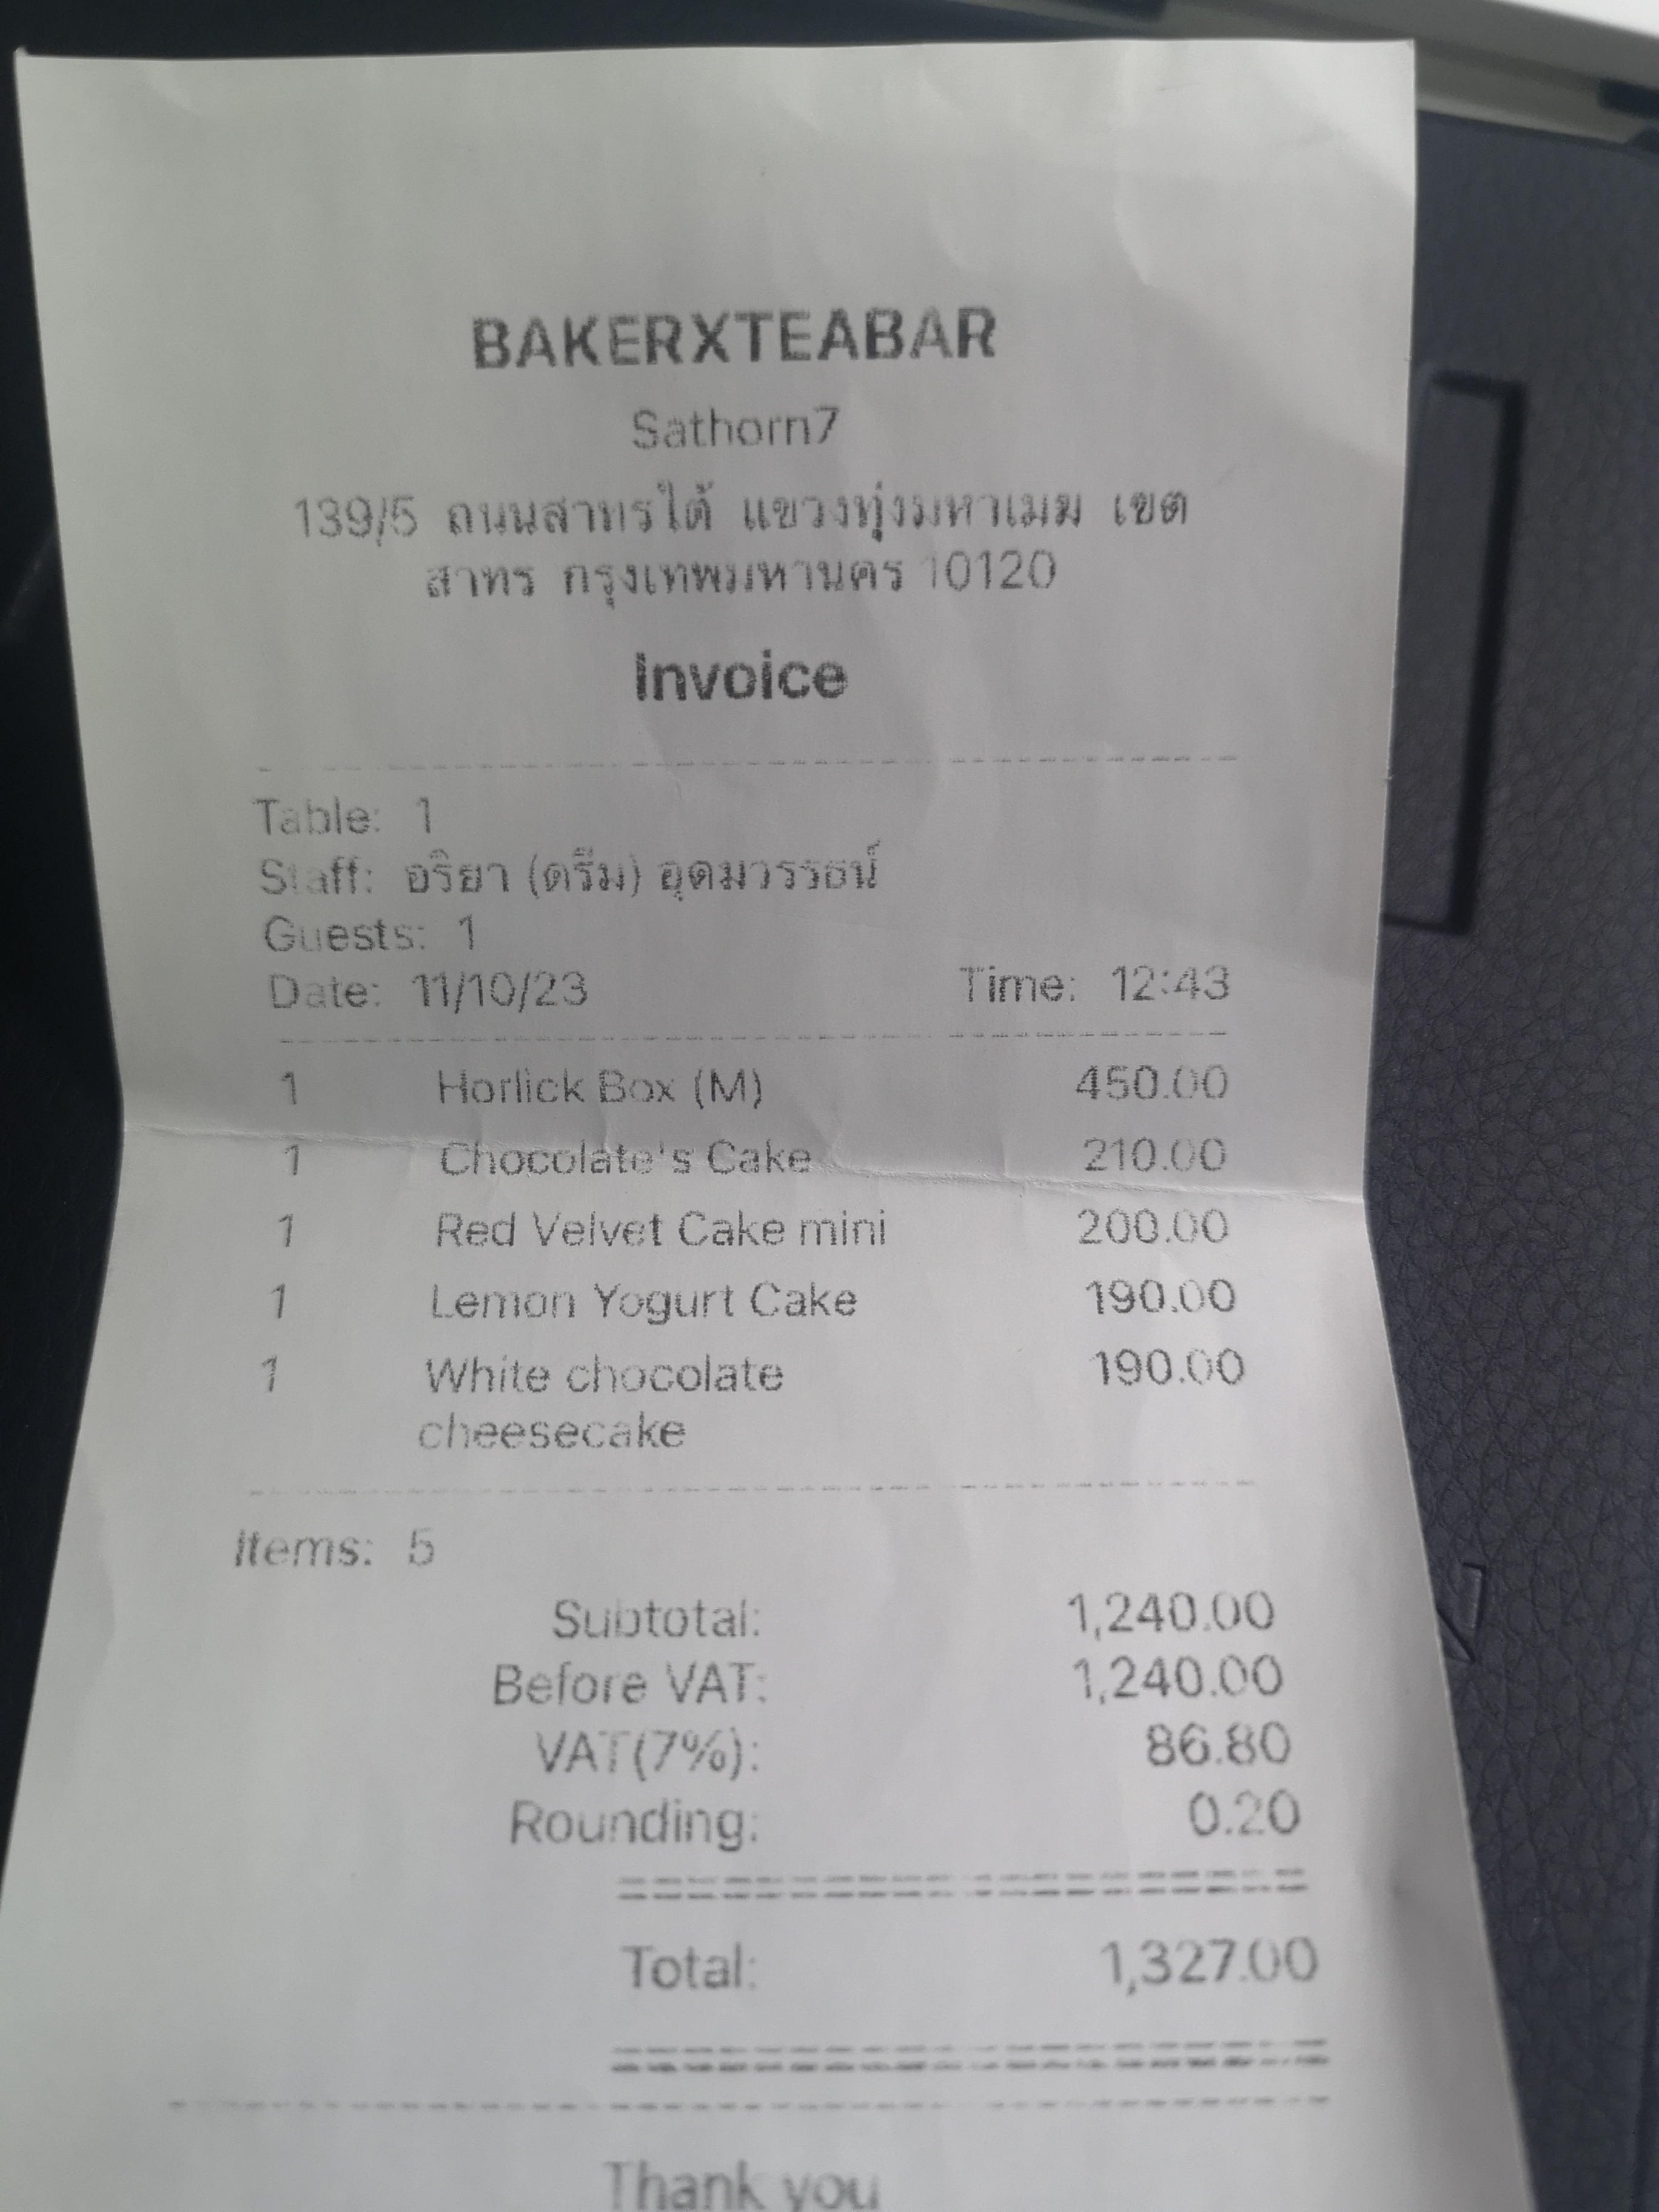 BAKERXTEABAR
Sathorn7
139/5 ถนนสาทรใต้ แขวงทุ่งมหาเมฆ เขต
สาทร กรุงเทพมหานคร 10120
Invoice
Table: 1
Staff: อริยา (ดรีม) อุดมวรรธน์
Guests: 1
Date: 11/10/23 Time: 12:43
1 Horlick Box (M) 450.00
1 Chocolate's Cake 210.00
1 Red Velvet Cake mini 200.00
1 Lemon Yogurt Cake 190.00
1 White chocolate 190.00
cheesecake
Items: 5
Subtotal: 1,240.00
Before VAT: 1,240.00
VAT(7%): 86.80
Rounding: 0.20
Total: 1,327.00
Thank you